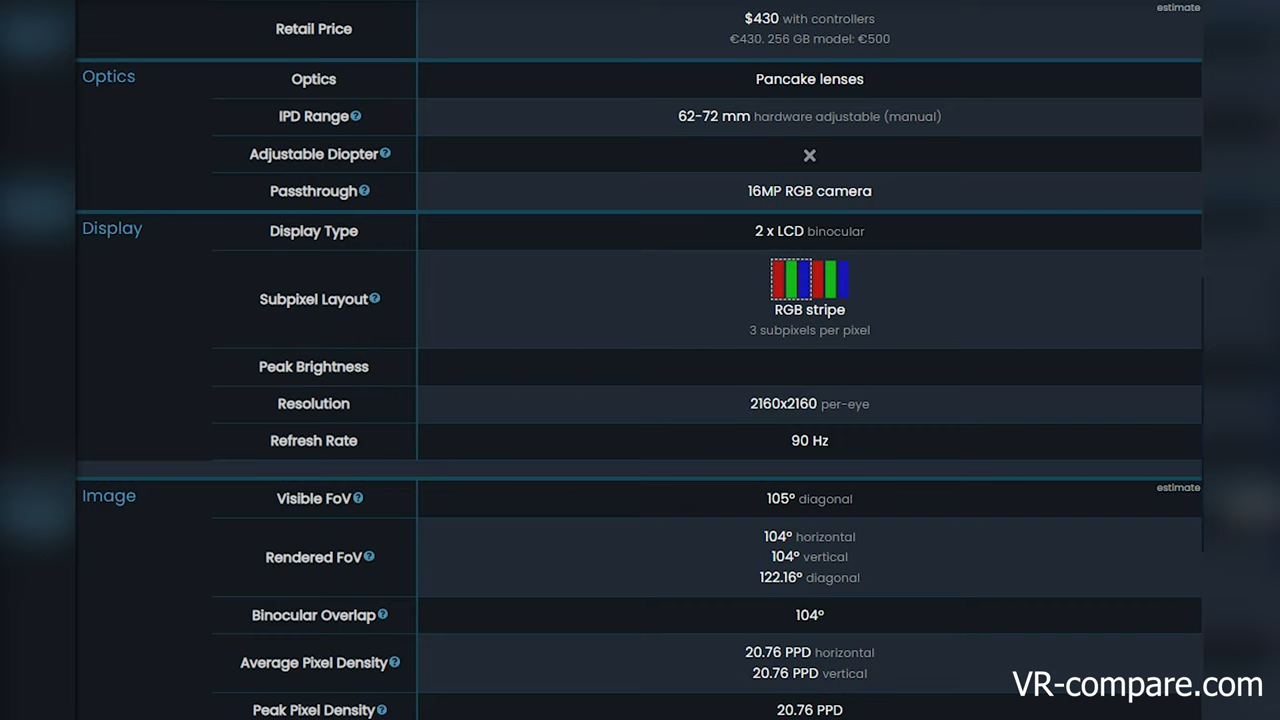 estimate
Retail Price
$430 with controllers
€430. 256 GB model: €500
Optics
Optics
Pancake lenses
IPD Range?
62-72 mm hardware adjustable (manual)
Adjustable Diopter?
Passthrough?
16MP RGB camera
Display
Display Type
2 x LCD binocular
Subpixel Layout?
RGB stripe
3 subpixels per pixel
Peak Brightness
Resolution
2160x2160 per-eye
Refresh Rate
90 Hz
Image
Visible FoV?
105° diagonal
estimate
Rendered FoV?
104° horizontal
104° vertical
122.16° diagonal
Binocular Overlap?
104°
Average Pixel Density?
20.76 PPD horizontal
20.76 PPD vertical
Peak Pixel Density?
20.76 PPD
VR-compare.com